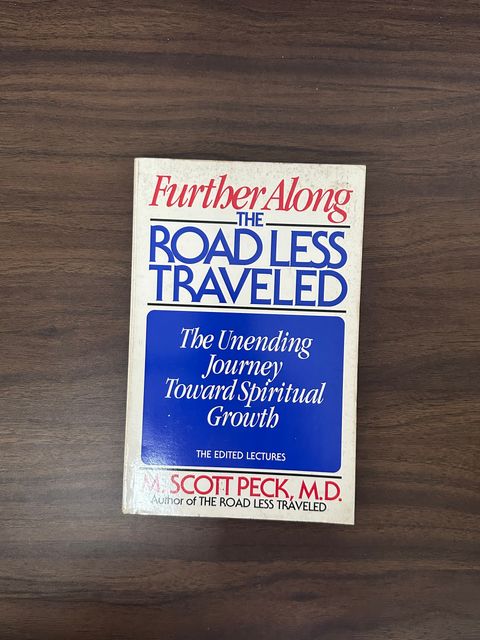 Further Along
THE
ROAD LESS
TRAVELED
The Unending
Journey
Toward Spiritual
Growth
THE EDITED LECTURES
M. SCOTT PECK, M.D.
Author of THE ROAD LESS TRAVELED